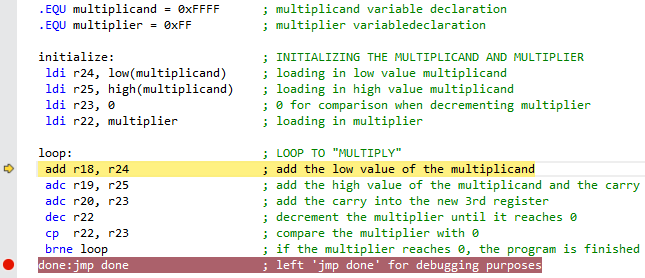 .EQU multiplicand = 0xFFFF ; multiplicand variable declaration
.EQU multiplier = 0xFF ; multiplier variabledeclaration
initialize: ; INITIALIZING THE MULTIPLICAND AND MULTIPLIER
ldi r24, low(multiplicand) ; loading in low value multiplicand
ldi r25, high(multiplicand) ; loading in high value multiplicand
ldi r23, 0 ; 0 for comparison when decrementing multiplier
ldi r22, multiplier ; loading in multiplier
loop: ; LOOP TO "MULTIPLY"
add r18, r24 ; add the low value of the multiplicand
adc r19, r25 ; add the high value of the multiplicand and the carry
adc r20, r23 ; add the carry into the new 3rd register
dec r22 ; decrement the multiplier until it reaches 0
cp r22, r23 ; compare the multiplier with 0
brne loop ; if the multiplier reaches 0, the program is finished
done:jmp done ; left 'jmp done' for debugging purposes